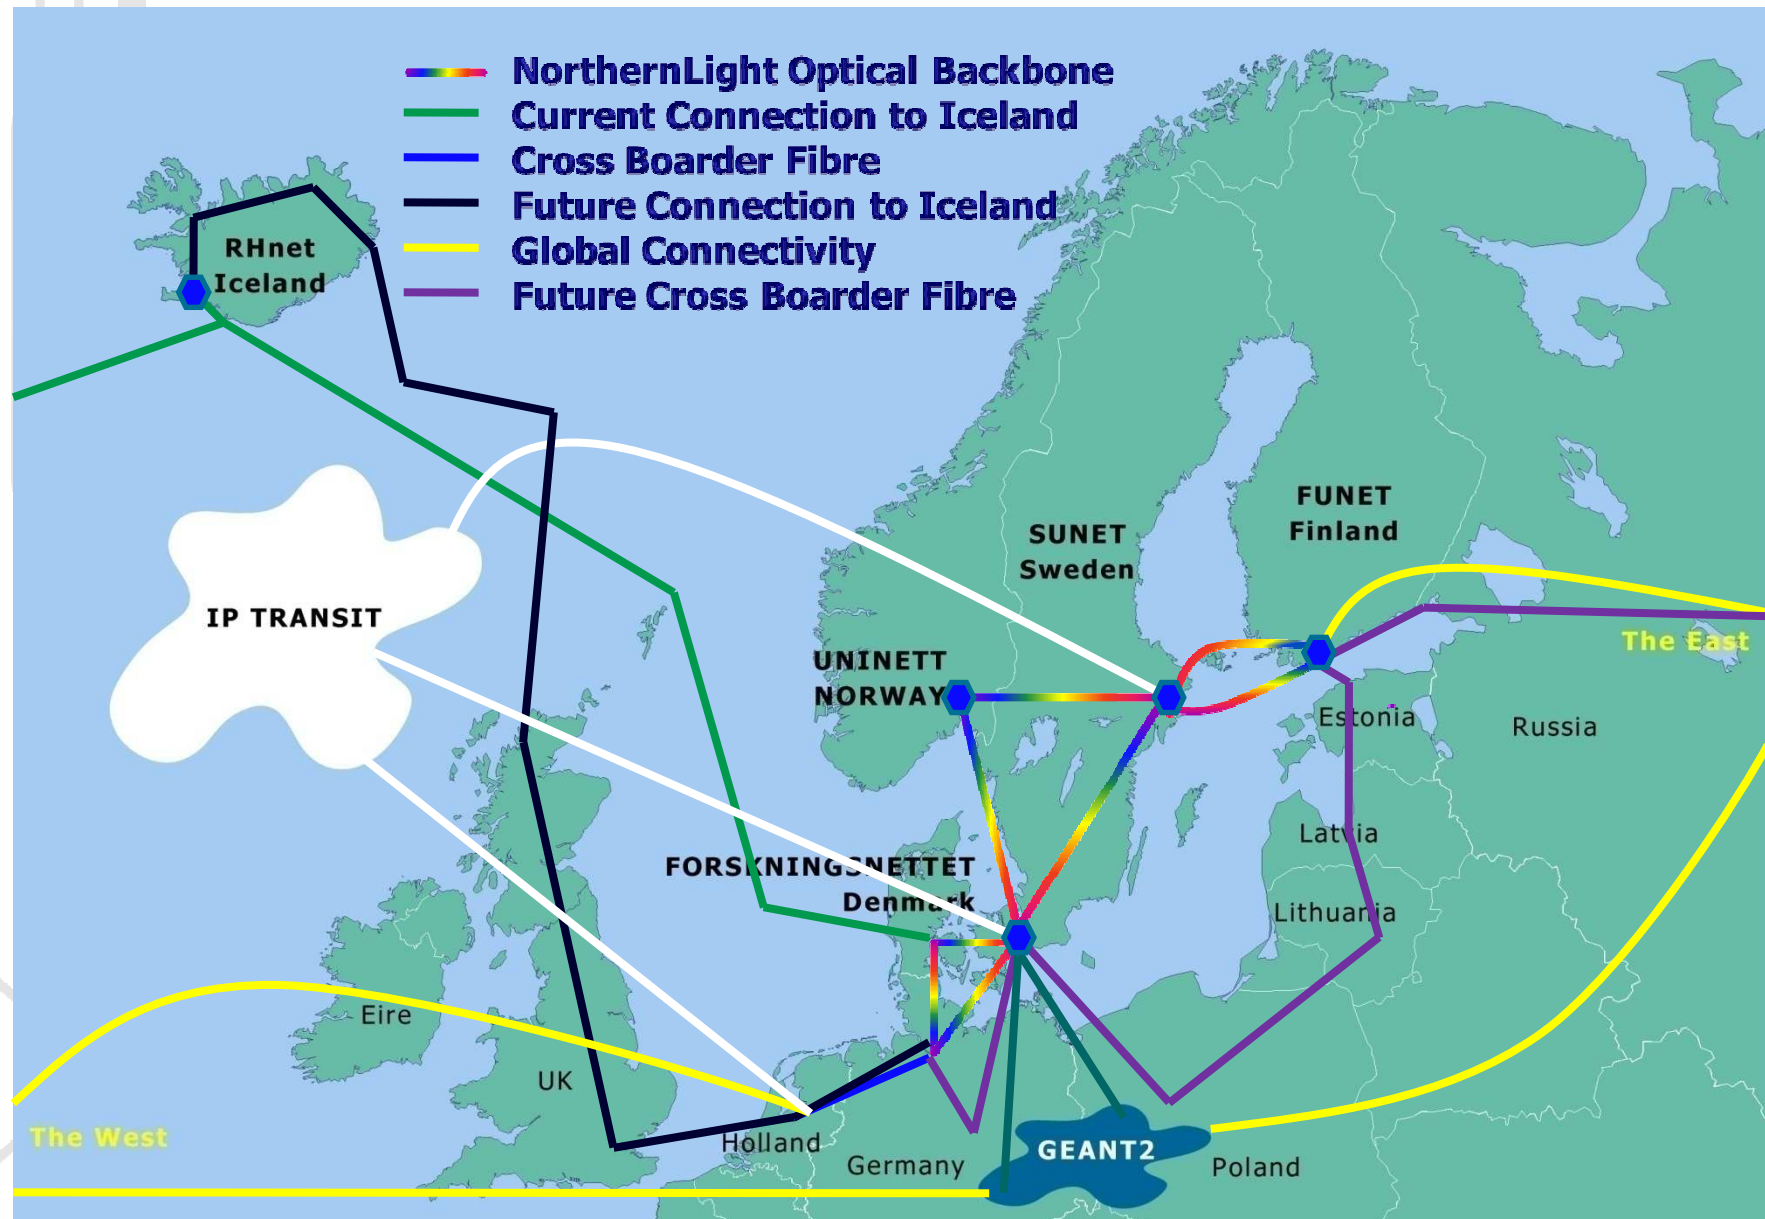 NorthernLight Optical Backbone
Current Connection to Iceland
Cross Boarder Fibre
Future Connection to Iceland
Global Connectivity
Future Cross Boarder Fibre
RHnet
Iceland
FUNET
Finland
SUNET
Sweden
IP TRANSIT
UNINETT
NORWAY
The East
Estonia
Russia
Latvia
FORSKNINGSNETTET
Denmark
Lithuania
Eire
UK
The West
Holland
Germany
GEANT2
Poland